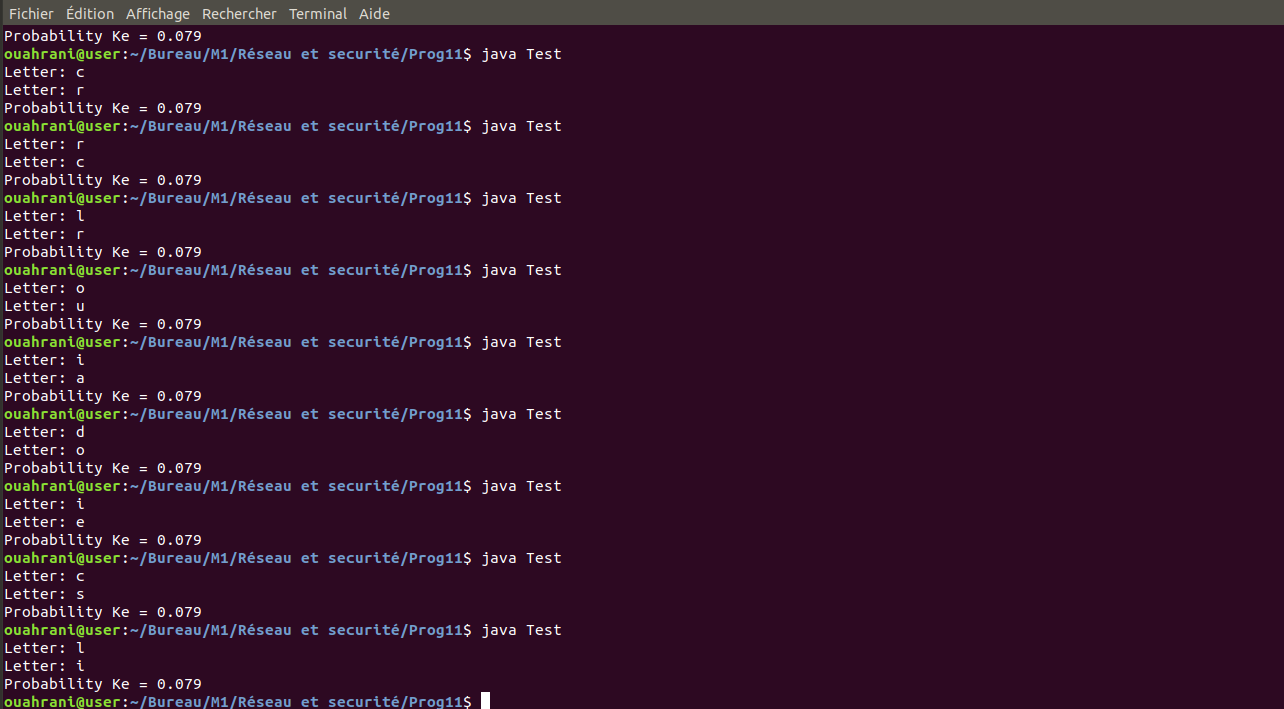 Fichier Édition Affichage Rechercher Terminal Aide
Probability Ke = 0.079
ouahrani@user:~/Bureau/M1/Réseau et securité/Prog11$ java Test
Letter: c
Letter: r
Probability Ke = 0.079
ouahrani@user:~/Bureau/M1/Réseau et securité/Prog11$ java Test
Letter: r
Letter: c
Probability Ke = 0.079
ouahrani@user:~/Bureau/M1/Réseau et securité/Prog11$ java Test
Letter: l
Letter: r
Probability Ke = 0.079
ouahrani@user:~/Bureau/M1/Réseau et securité/Prog11$ java Test
Letter: o
Letter: u
Probability Ke = 0.079
ouahrani@user:~/Bureau/M1/Réseau et securité/Prog11$ java Test
Letter: i
Letter: a
Probability Ke = 0.079
ouahrani@user:~/Bureau/M1/Réseau et securité/Prog11$ java Test
Letter: d
Letter: o
Probability Ke = 0.079
ouahrani@user:~/Bureau/M1/Réseau et securité/Prog11$ java Test
Letter: i
Letter: e
Probability Ke = 0.079
ouahrani@user:~/Bureau/M1/Réseau et securité/Prog11$ java Test
Letter: c
Letter: s
Probability Ke = 0.079
ouahrani@user:~/Bureau/M1/Réseau et securité/Prog11$ java Test
Letter: l
Letter: i
Probability Ke = 0.079
ouahrani@user:~/Bureau/M1/Réseau et securité/Prog11$